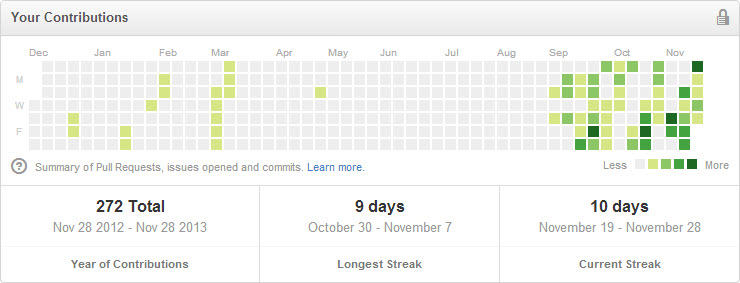 Your Contributions
Dec Jan Feb Mar Apr May Jun Jul Aug Sep Oct Nov
M
W
F
? Summary of Pull Requests, issues opened and commits. Learn more. Less More
272 Total 9 days 10 days
Nov 28 2012 - Nov 28 2013 October 30 - November 7 November 19 - November 28
Year of Contributions Longest Streak Current Streak